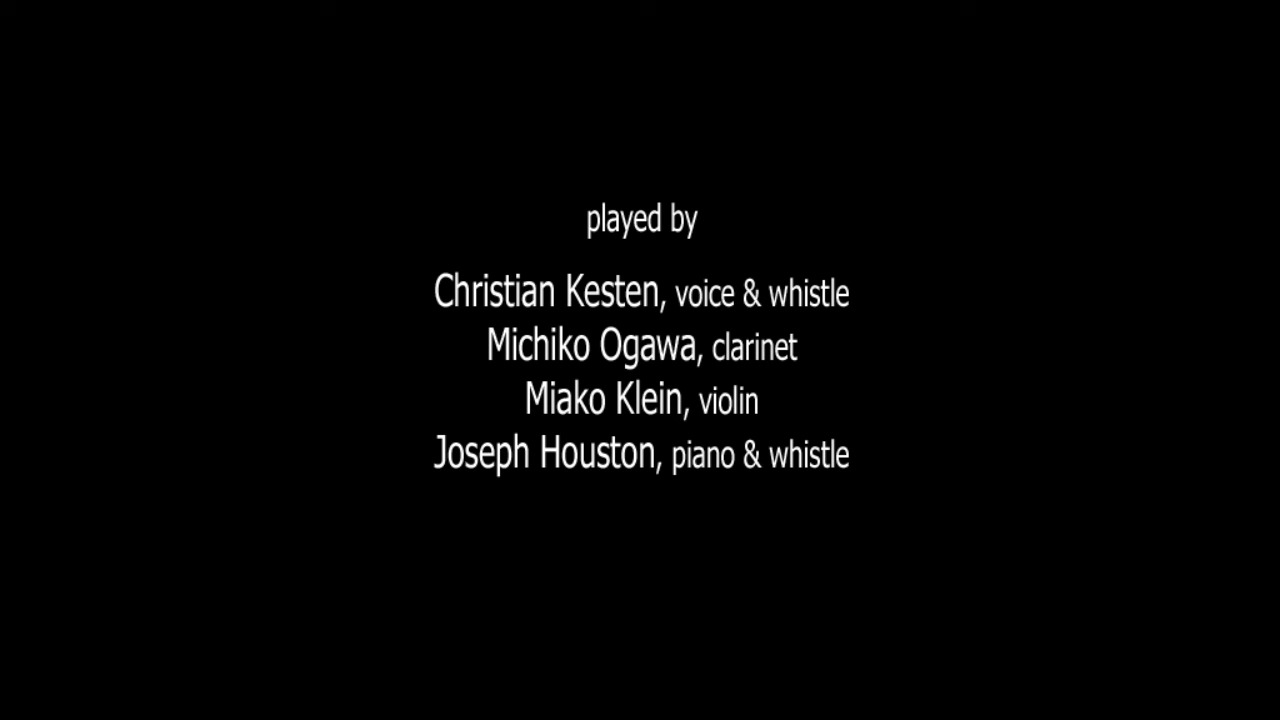 played by
Christian Kesten, voice & whistle
Michiko Ogawa, clarinet
Miako Klein, violin
Joseph Houston, piano & whistle